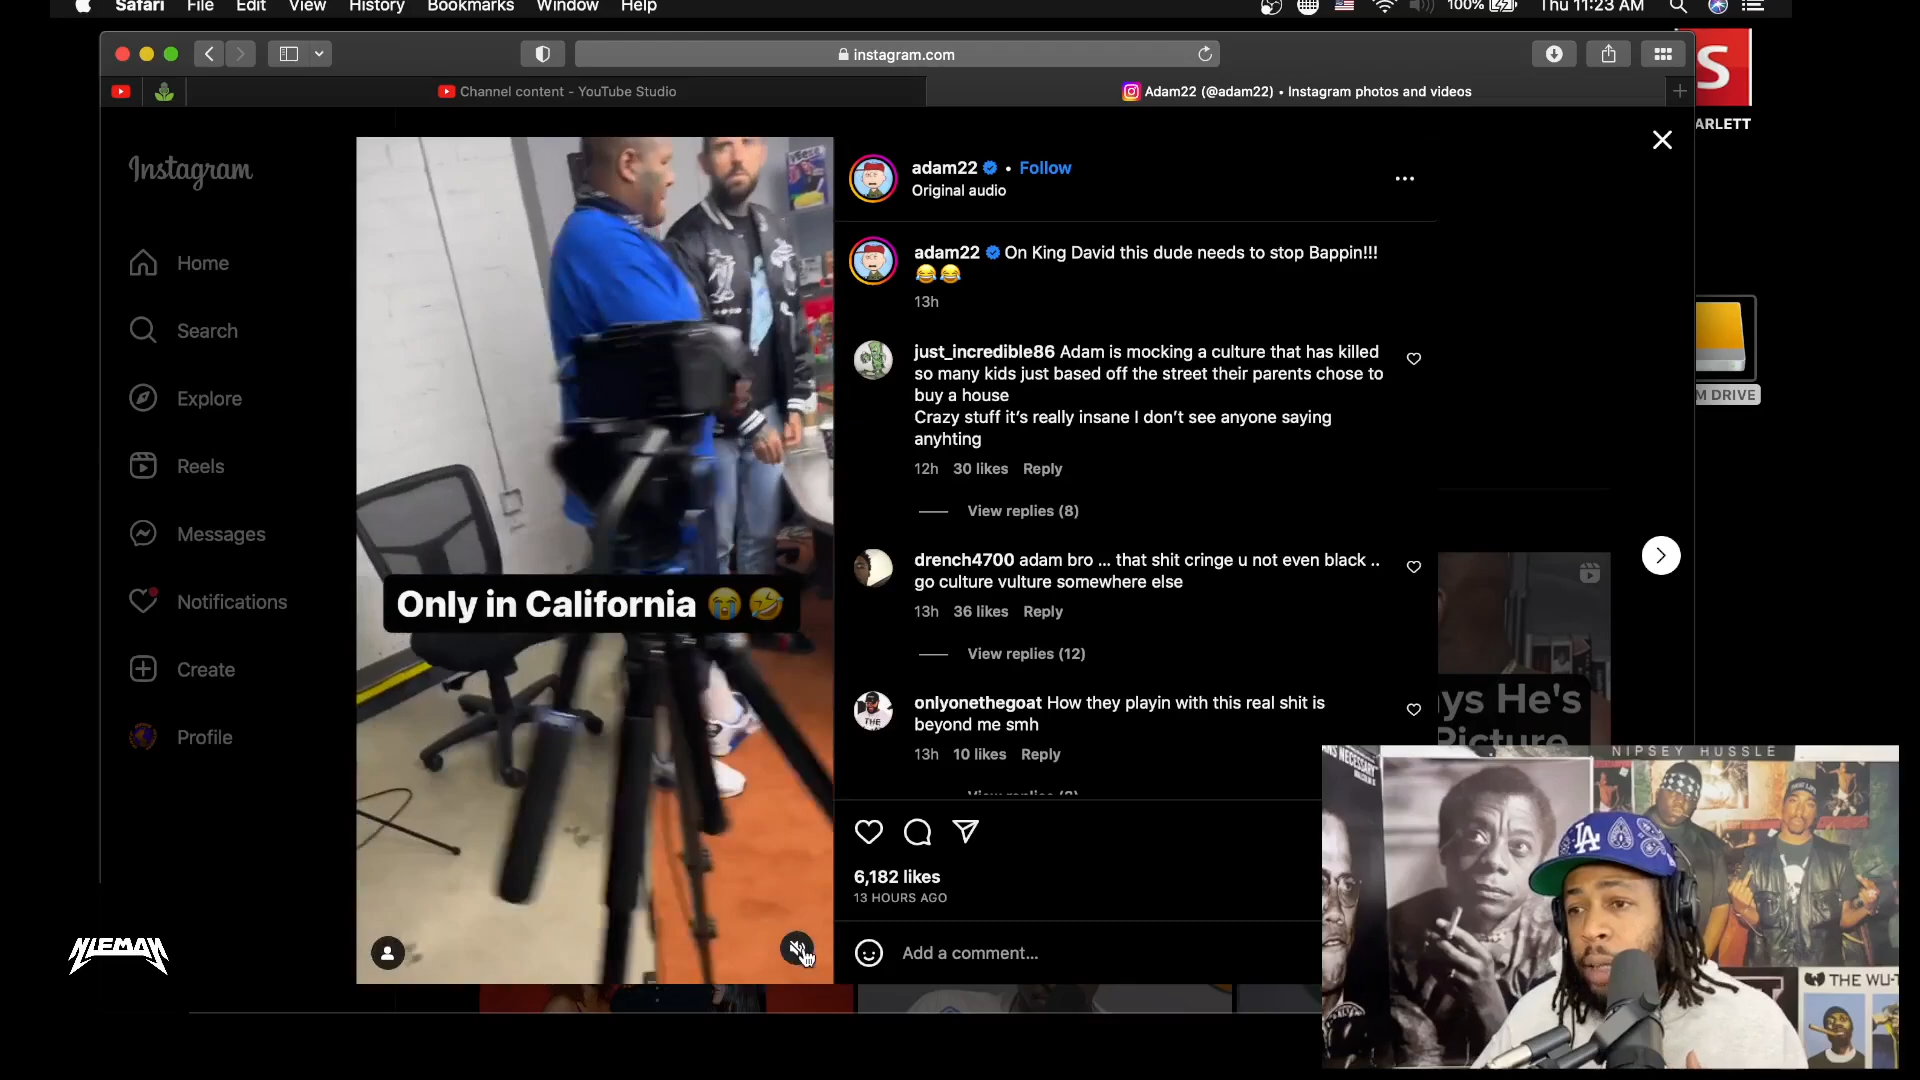 Safari File Edit View History Bookmarks Window Help 100% Thu 11:23 AM
instagram.com
Channel content - YouTube Studio
Adam22 (@adam22) • Instagram photos and videos
S
ARLETT
M DRIVE
Instagram
Home
Search
Explore
Reels
Messages
Notifications
Create
Profile
Only in California 😭🤣
adam22 • Follow
Original audio
adam22 On King David this dude needs to stop Bappin!!!
😂😂
13h
just_incredible86 Adam is mocking a culture that has killed
so many kids just based off the street their parents chose to
buy a house
Crazy stuff it's really insane I don't see anyone saying
anyhting
12h 30 likes Reply
View replies (8)
drench4700 adam bro ... that shit cringe u not even black ..
go culture vulture somewhere else
13h 36 likes Reply
View replies (12)
onlyonethegoat How they playin with this real shit is
beyond me smh
13h 10 likes Reply
6,182 likes
13 HOURS AGO
Add a comment...
ys He's
Picture
NLEMAN
NIPSEY HUSSLE
NS NECESSARY
LA
THE WU-T
THE